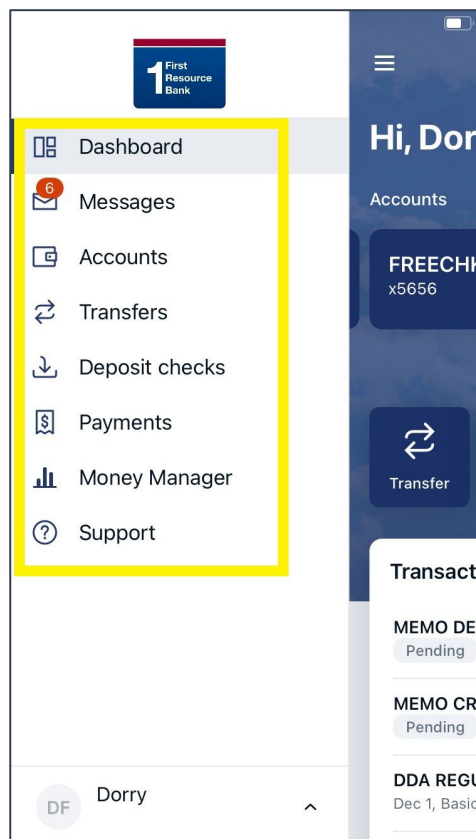 1 First
Resource
Bank
Dashboard
6
Messages
Accounts
Transfers
Deposit checks
Payments
Money Manager
Support
DF
Dorry
Hi, Dor
Accounts
FREECHK
x5656
Transfer
Transact
MEMO DE
Pending
MEMO CR
Pending
DDA REGU
Dec 1, Basic